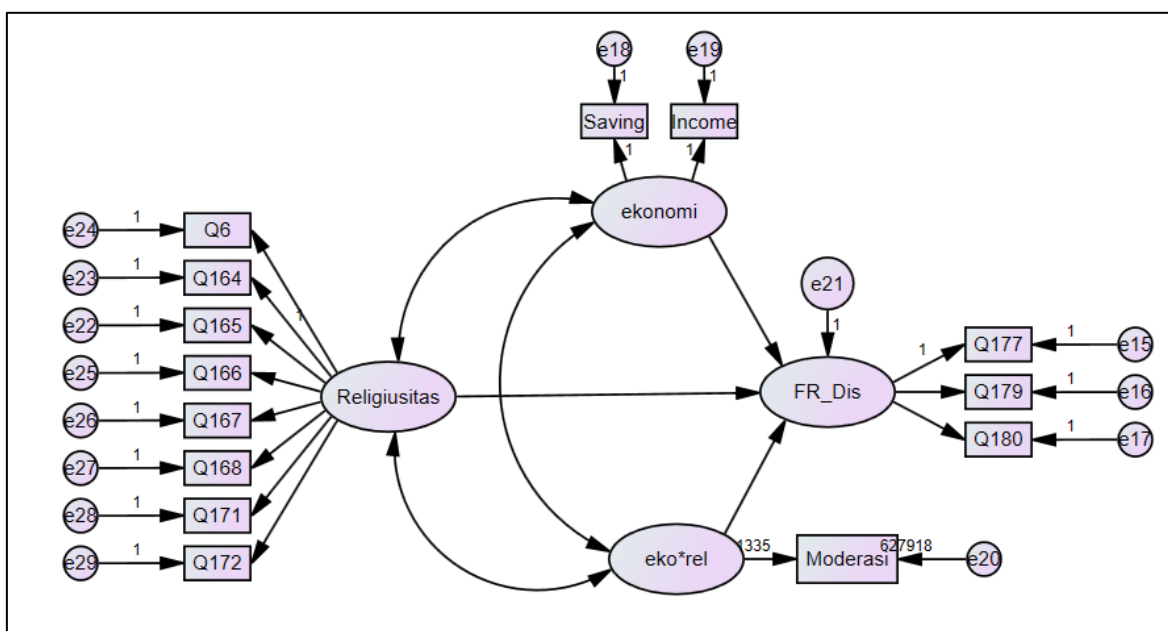 e18
e19
1
1
Saving
Income
1
1
ekonomi
e24
1
Q6
e23
1
Q164
e22
1
Q165
1
e25
1
Q166
e26
1
Q167
e27
1
Q168
e28
1
Q171
e29
1
Q172
Religiusitas
e21
1
FR_Dis
1
Q177
1
e15
Q179
1
e16
Q180
1
e17
eko*rel
1335
Moderasi
627918
e20